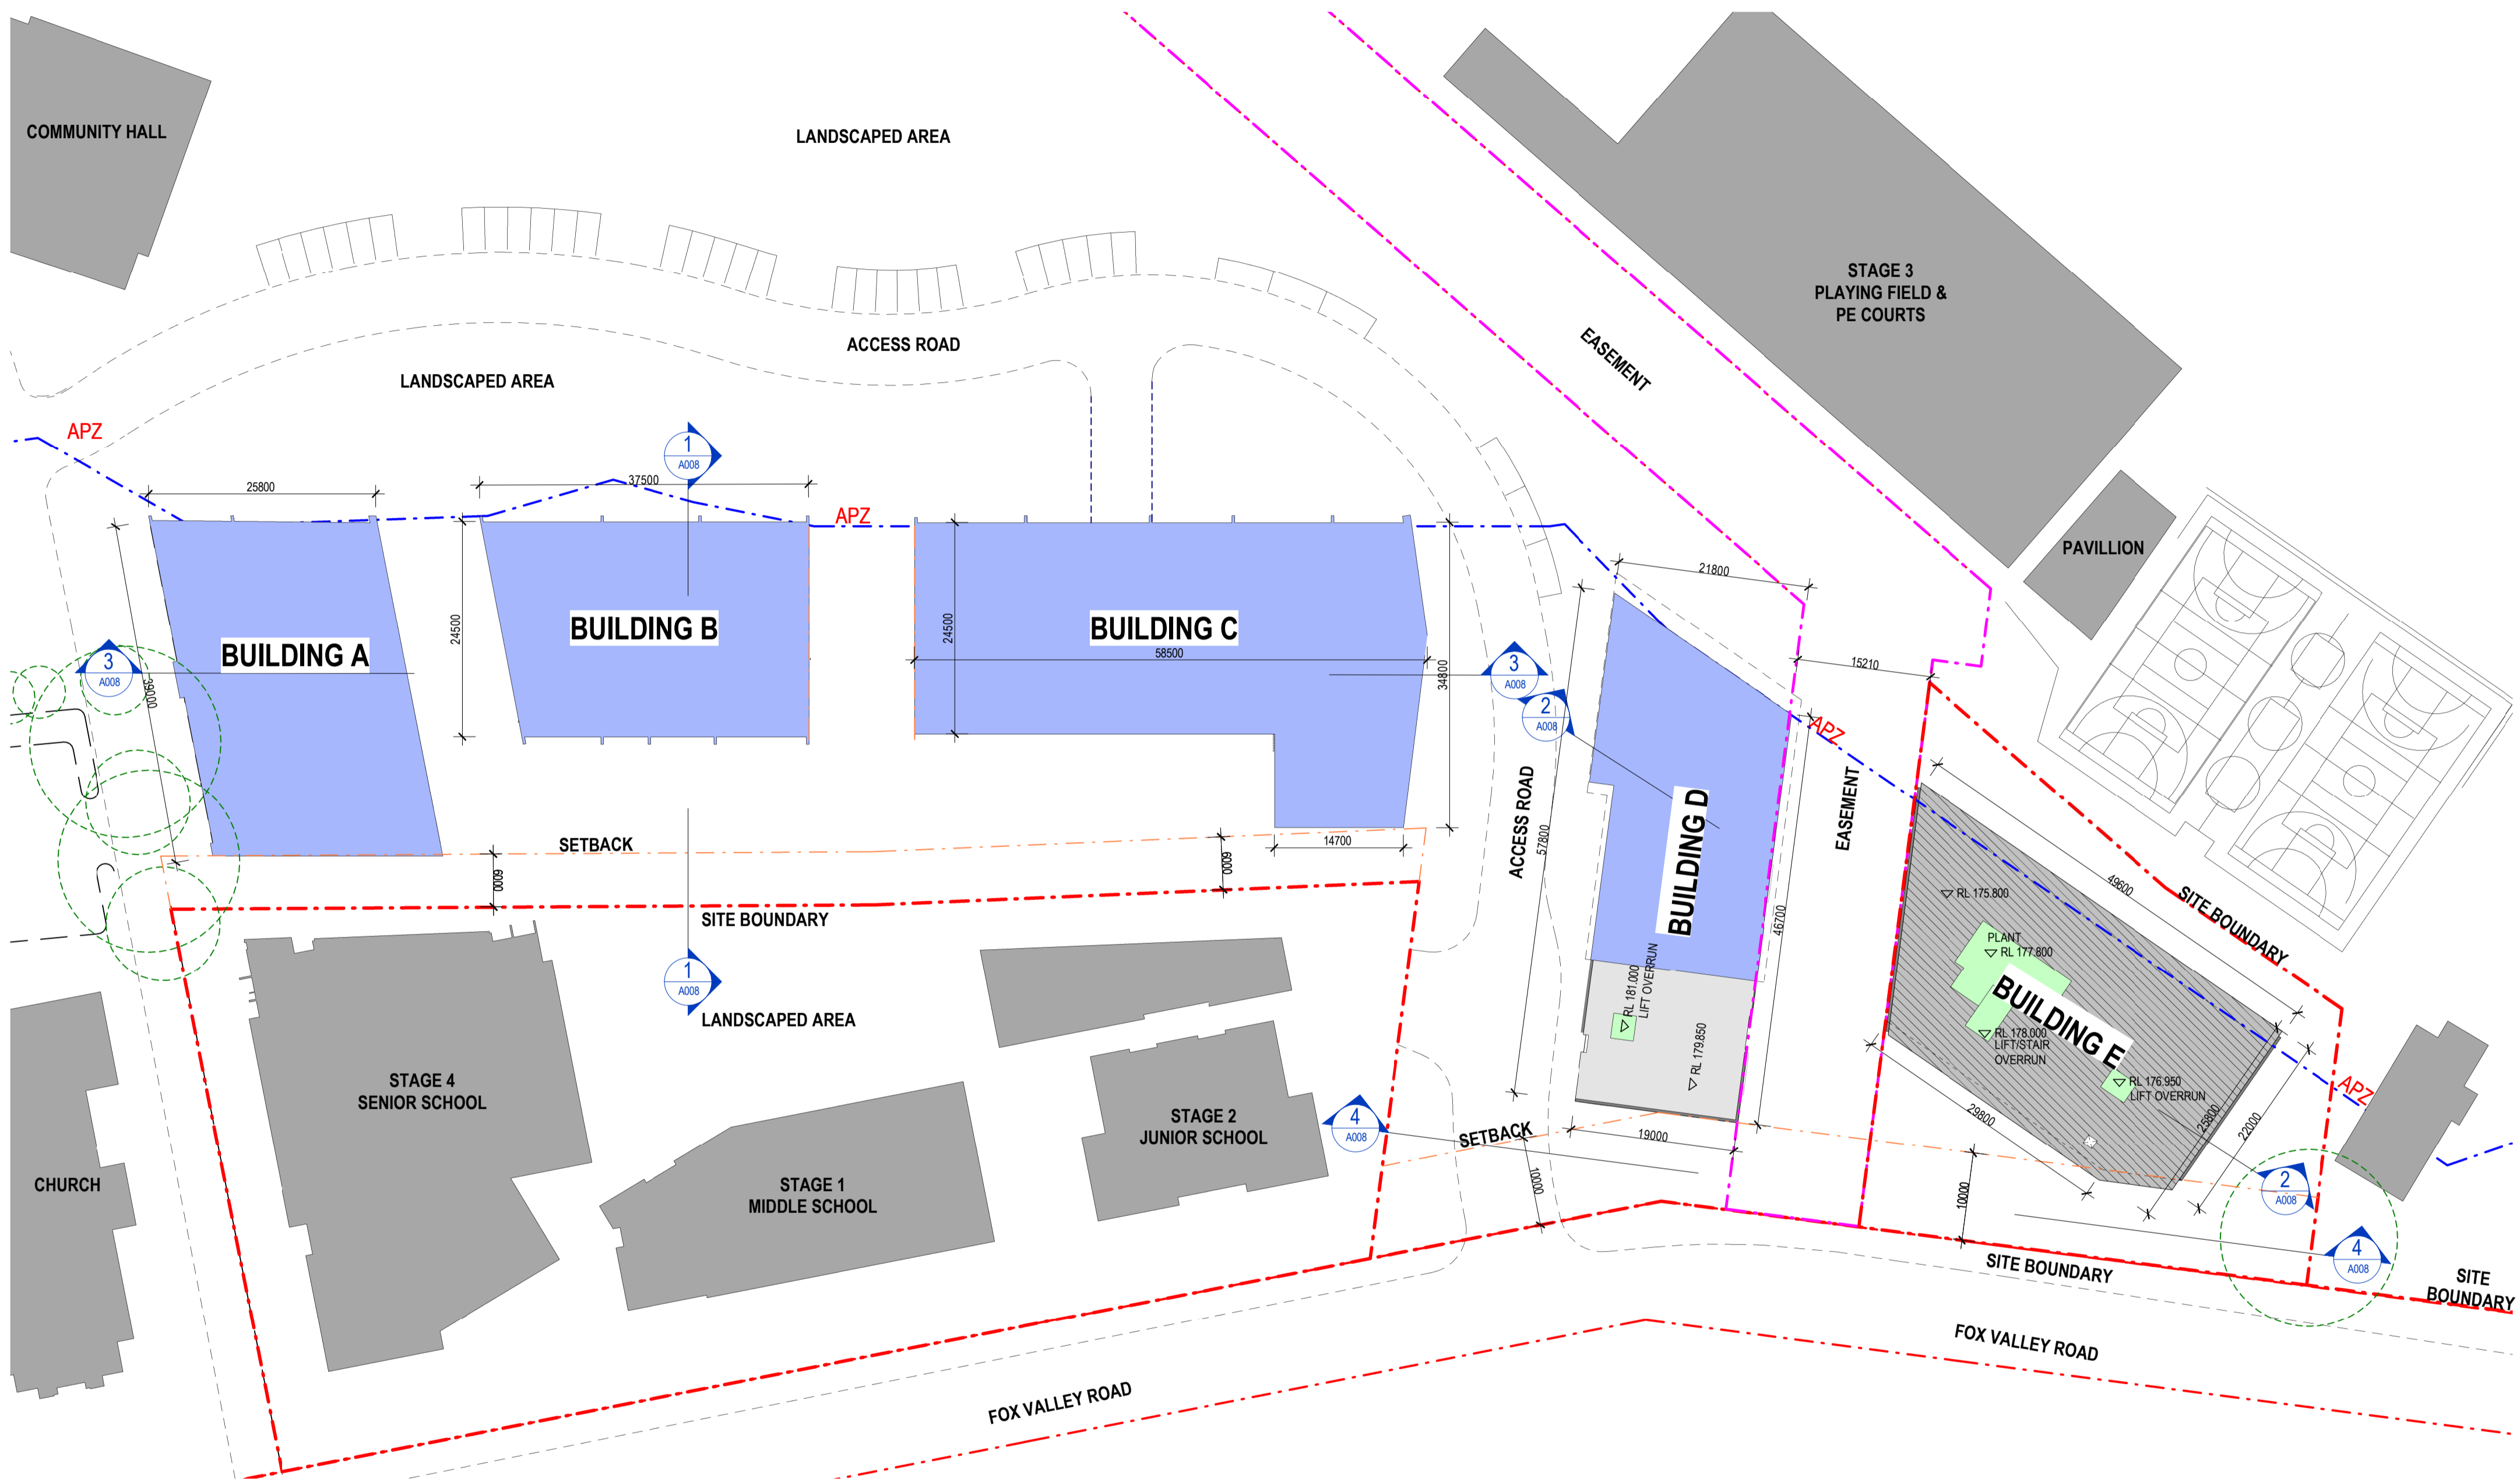 COMMUNITY HALL
LANDSCAPED AREA
STAGE 3
PLAYING FIELD &
PE COURTS
EASEMENT
ACCESS ROAD
LANDSCAPED AREA
APZ
1
A008
37500
25800
APZ
PAVILLION
21800
24500
24500
BUILDING A
BUILDING B
BUILDING C
58500
34800
3
A008
39000
3
A008
2
A008
15210
APZ
EASEMENT
ACCESS ROAD
57800
BUILDING D
46700
SETBACK
6000
6000
14700
SITE BOUNDARY
1
A008
LANDSCAPED AREA
49600
SITE BOUNDARY
RL 175.800
PLANT
RL 177.800
BUILDING E
RL 178.000
LIFT/STAIR
OVERRUN
RL 176.950
LIFT OVERRUN
RL 181.000
LIFT OVERRUN
RL 179.850
APZ
29800
25800
22000
STAGE 4
SENIOR SCHOOL
STAGE 2
JUNIOR SCHOOL
4
A008
SETBACK
19000
10000
10000
CHURCH
STAGE 1
MIDDLE SCHOOL
2
A008
4
A008
SITE BOUNDARY
SITE
BOUNDARY
FOX VALLEY ROAD
FOX VALLEY ROAD